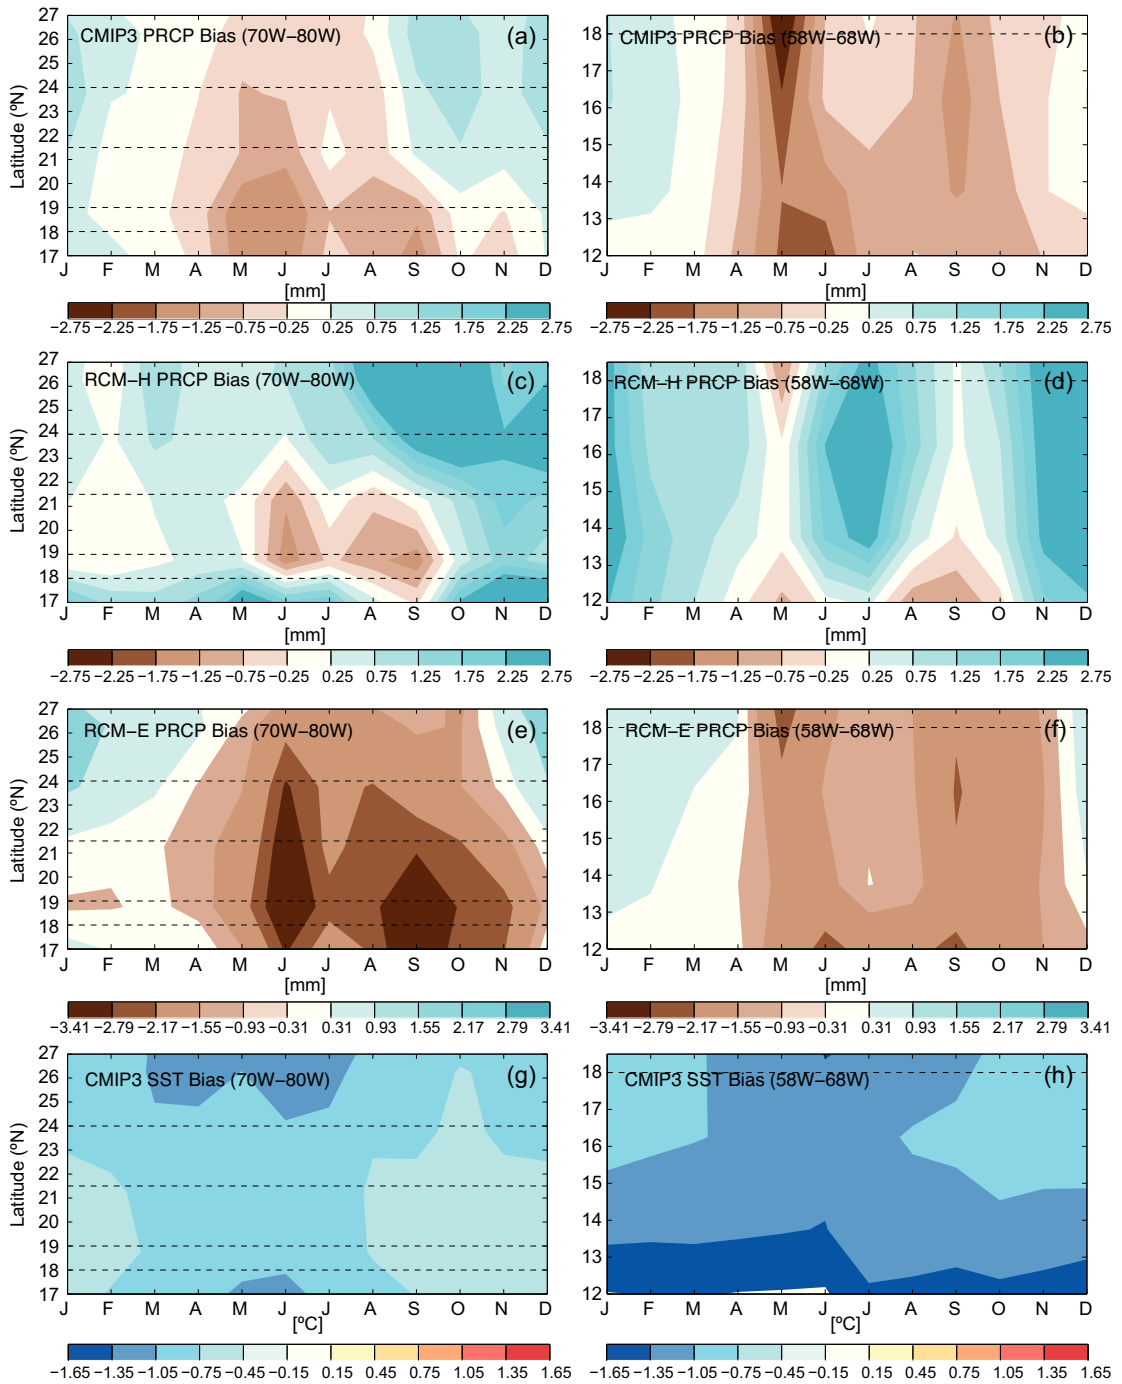 CMIP3 PRCP Bias (70W−80W) (a)
27
26
25
24
23
22
21
20
19
18
17
Latitude (ºN)
J F M A M J J A S O N D
[mm]
−2.75 −2.25 −1.75 −1.25 −0.75 −0.25 0.25 0.75 1.25 1.75 2.25 2.75
CMIP3 PRCP Bias (58W−68W) (b)
18
17
16
15
14
13
12
J F M A M J J A S O N D
[mm]
−2.75 −2.25 −1.75 −1.25 −0.75 −0.25 0.25 0.75 1.25 1.75 2.25 2.75
RCM−H PRCP Bias (70W−80W) (c)
27
26
25
24
23
22
21
20
19
18
17
Latitude (ºN)
J F M A M J J A S O N D
[mm]
−2.75 −2.25 −1.75 −1.25 −0.75 −0.25 0.25 0.75 1.25 1.75 2.25 2.75
RCM−H PRCP Bias (58W−68W) (d)
18
17
16
15
14
13
12
J F M A M J J A S O N D
[mm]
−2.75 −2.25 −1.75 −1.25 −0.75 −0.25 0.25 0.75 1.25 1.75 2.25 2.75
RCM−E PRCP Bias (70W−80W) (e)
27
26
25
24
23
22
21
20
19
18
17
Latitude (ºN)
J F M A M J J A S O N D
[mm]
−3.41 −2.79 −2.17 −1.55 −0.93 −0.31 0.31 0.93 1.55 2.17 2.79 3.41
RCM−E PRCP Bias (58W−68W) (f)
18
17
16
15
14
13
12
J F M A M J J A S O N D
[mm]
−3.41 −2.79 −2.17 −1.55 −0.93 −0.31 0.31 0.93 1.55 2.17 2.79 3.41
CMIP3 SST Bias (70W−80W) (g)
27
26
25
24
23
22
21
20
19
18
17
Latitude (ºN)
J F M A M J J A S O N D
[ºC]
−1.65 −1.35 −1.05 −0.75 −0.45 −0.15 0.15 0.45 0.75 1.05 1.35 1.65
CMIP3 SST Bias (58W−68W) (h)
18
17
16
15
14
13
12
J F M A M J J A S O N D
[ºC]
−1.65 −1.35 −1.05 −0.75 −0.45 −0.15 0.15 0.45 0.75 1.05 1.35 1.65